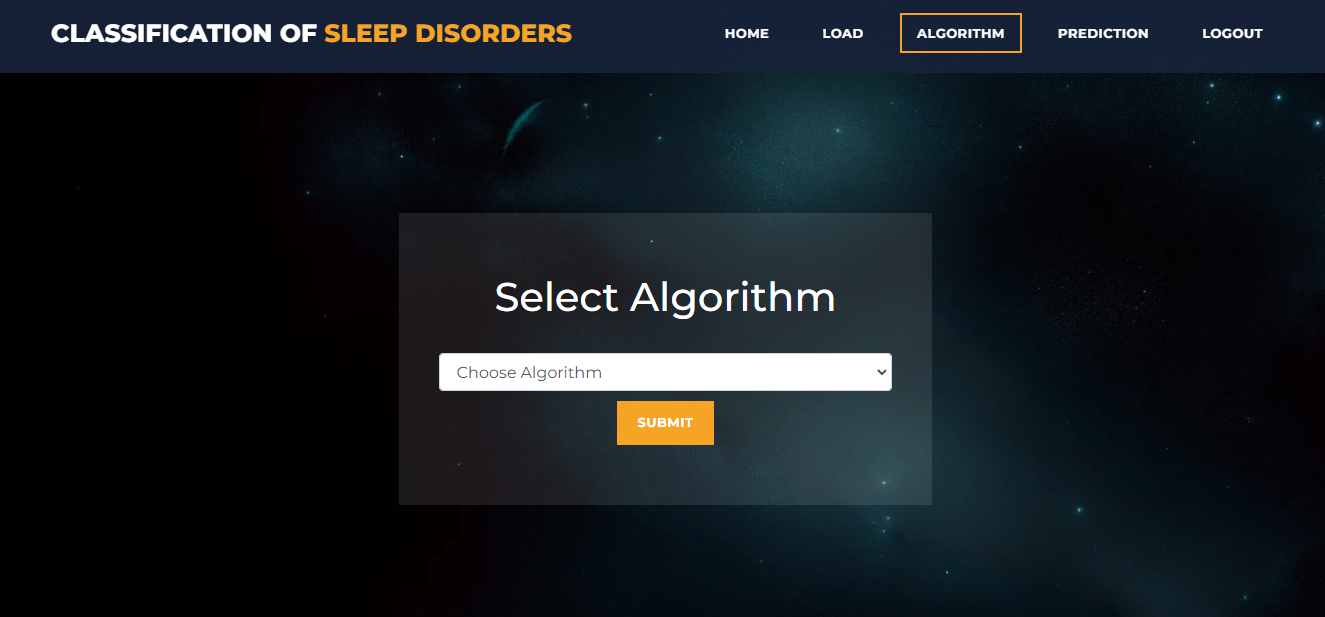 CLASSIFICATION OF SLEEP DISORDERS
HOME LOAD ALGORITHM PREDICTION LOGOUT
Select Algorithm
Choose Algorithm
SUBMIT